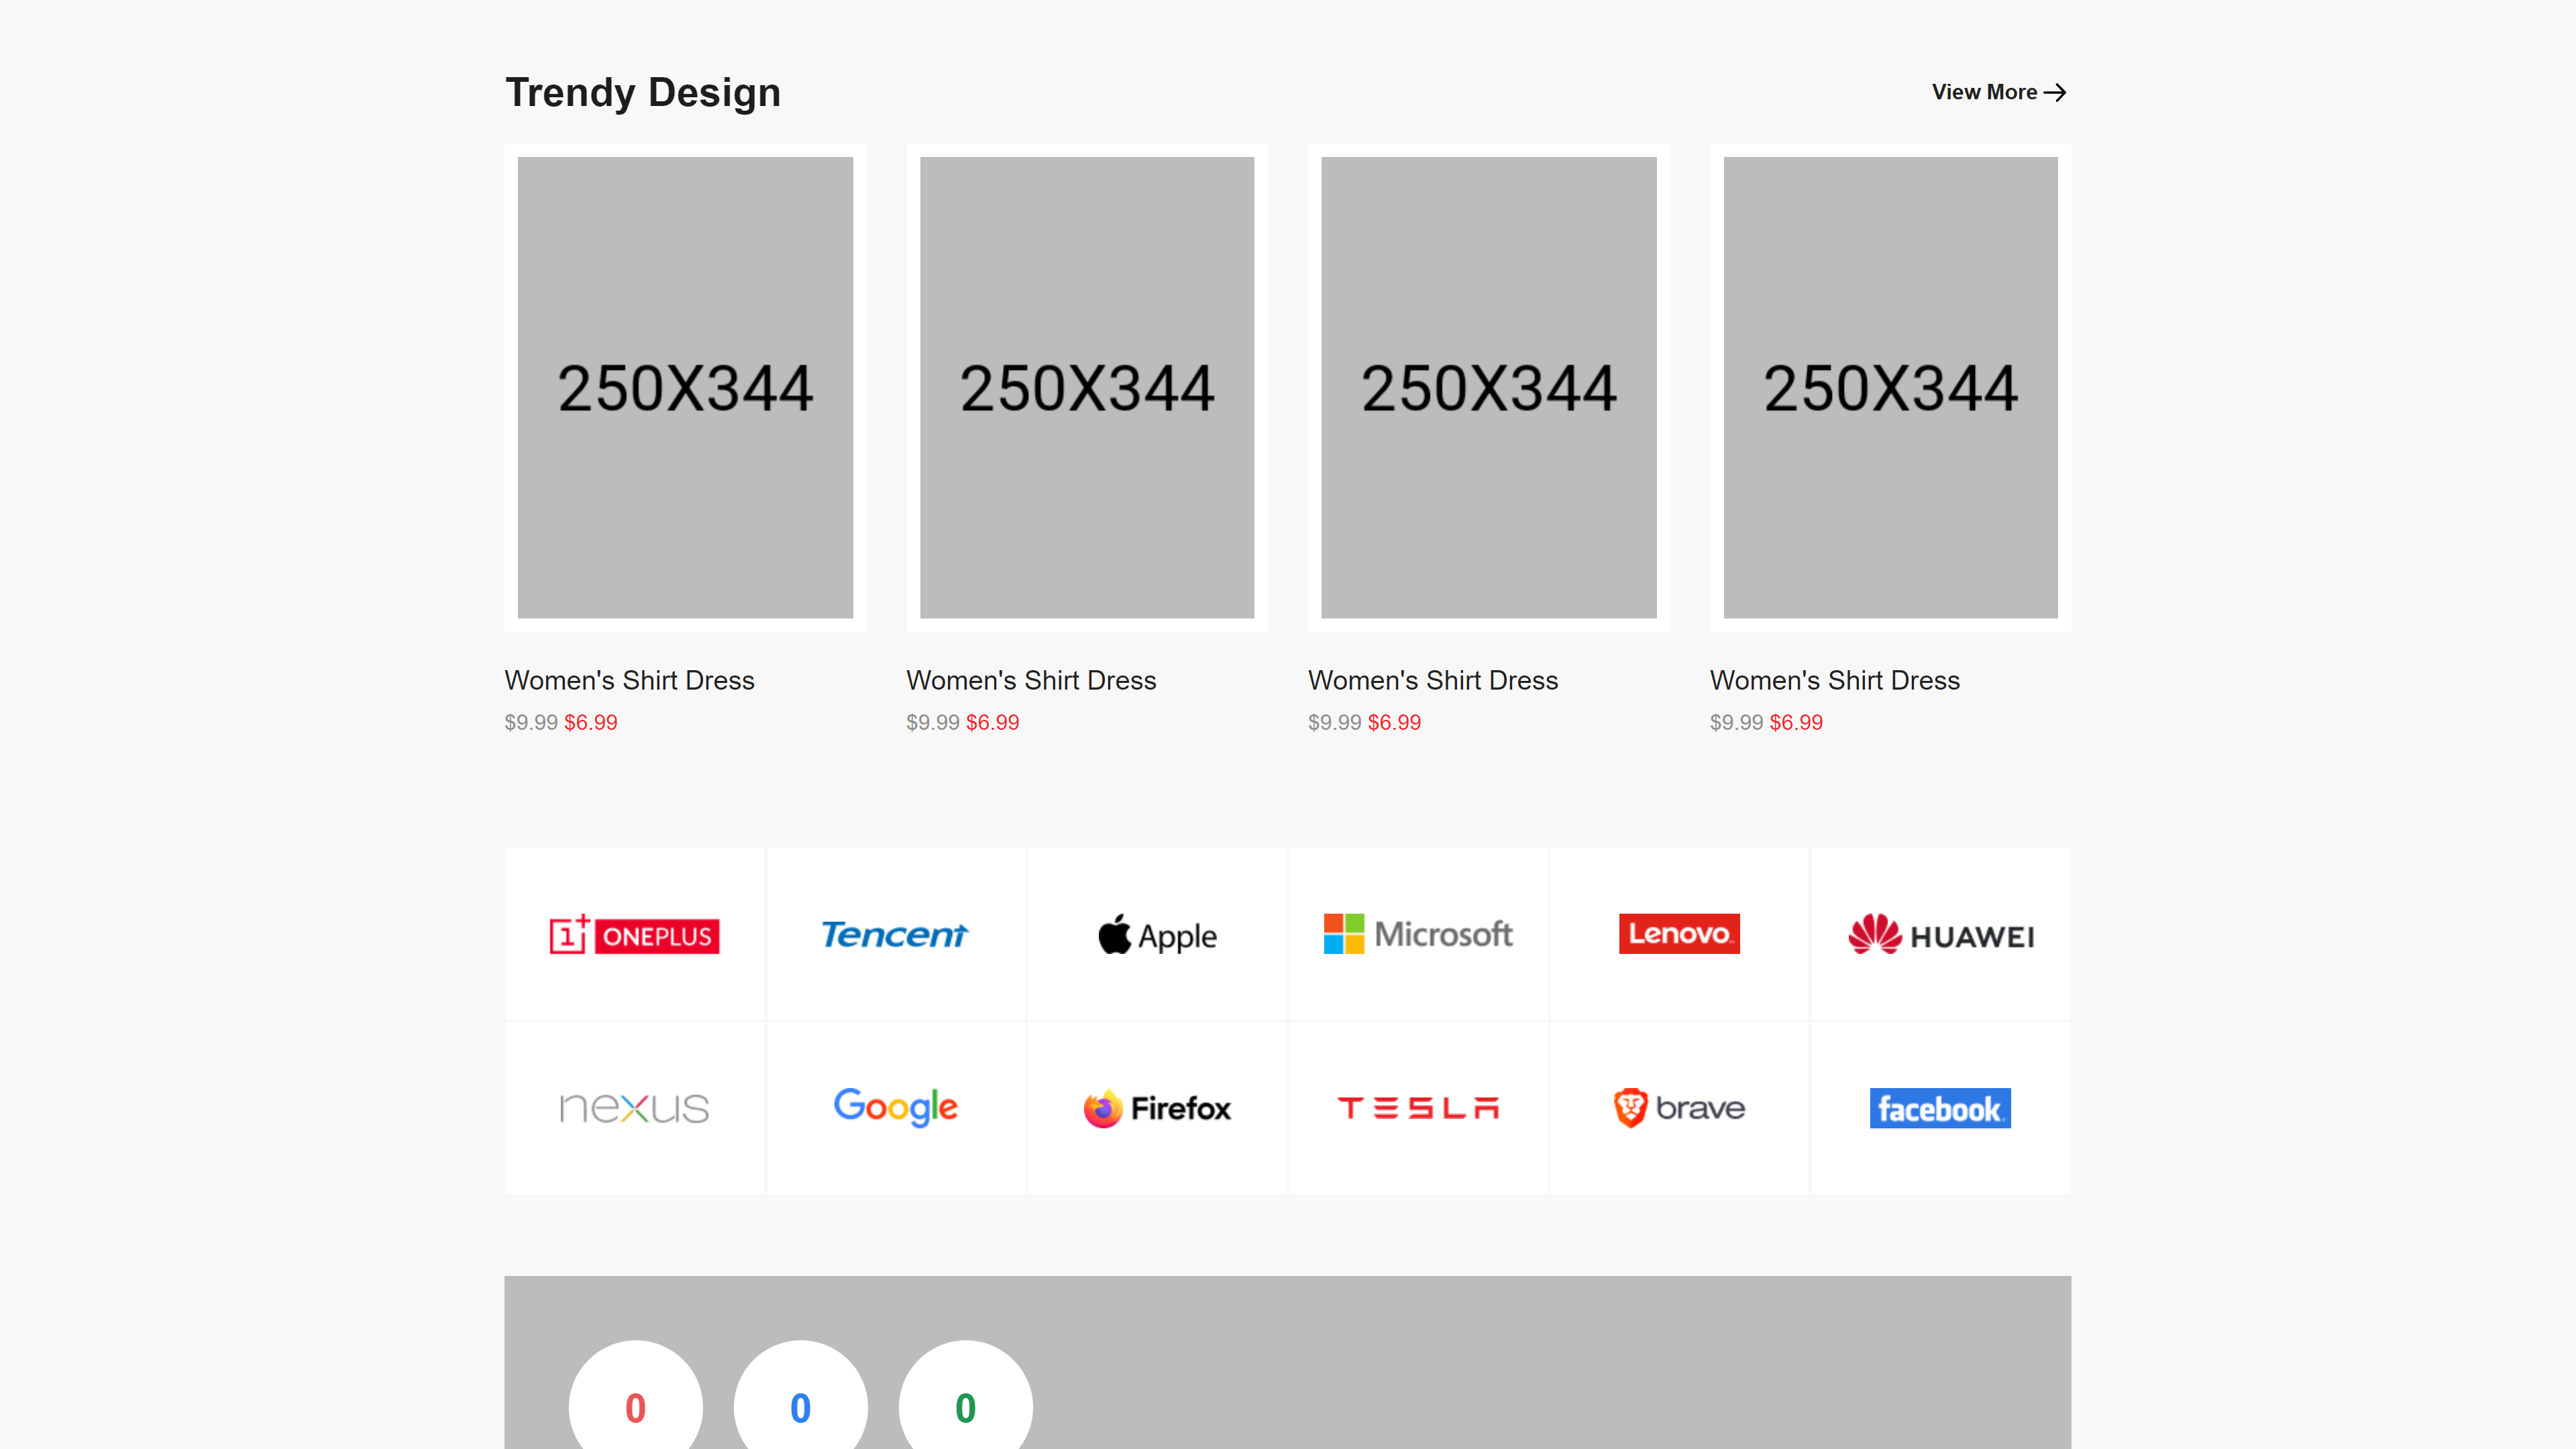 Trendy Design
View More
250X344
250X344
250X344
250X344
Women's Shirt Dress
Women's Shirt Dress
Women's Shirt Dress
Women's Shirt Dress
$9.99 $6.99
$9.99 $6.99
$9.99 $6.99
$9.99 $6.99
1+ ONEPLUS
Tencent
Apple
Microsoft
Lenovo
HUAWEI
nexus
Google
Firefox
TESLA
brave
facebook
0
0
0